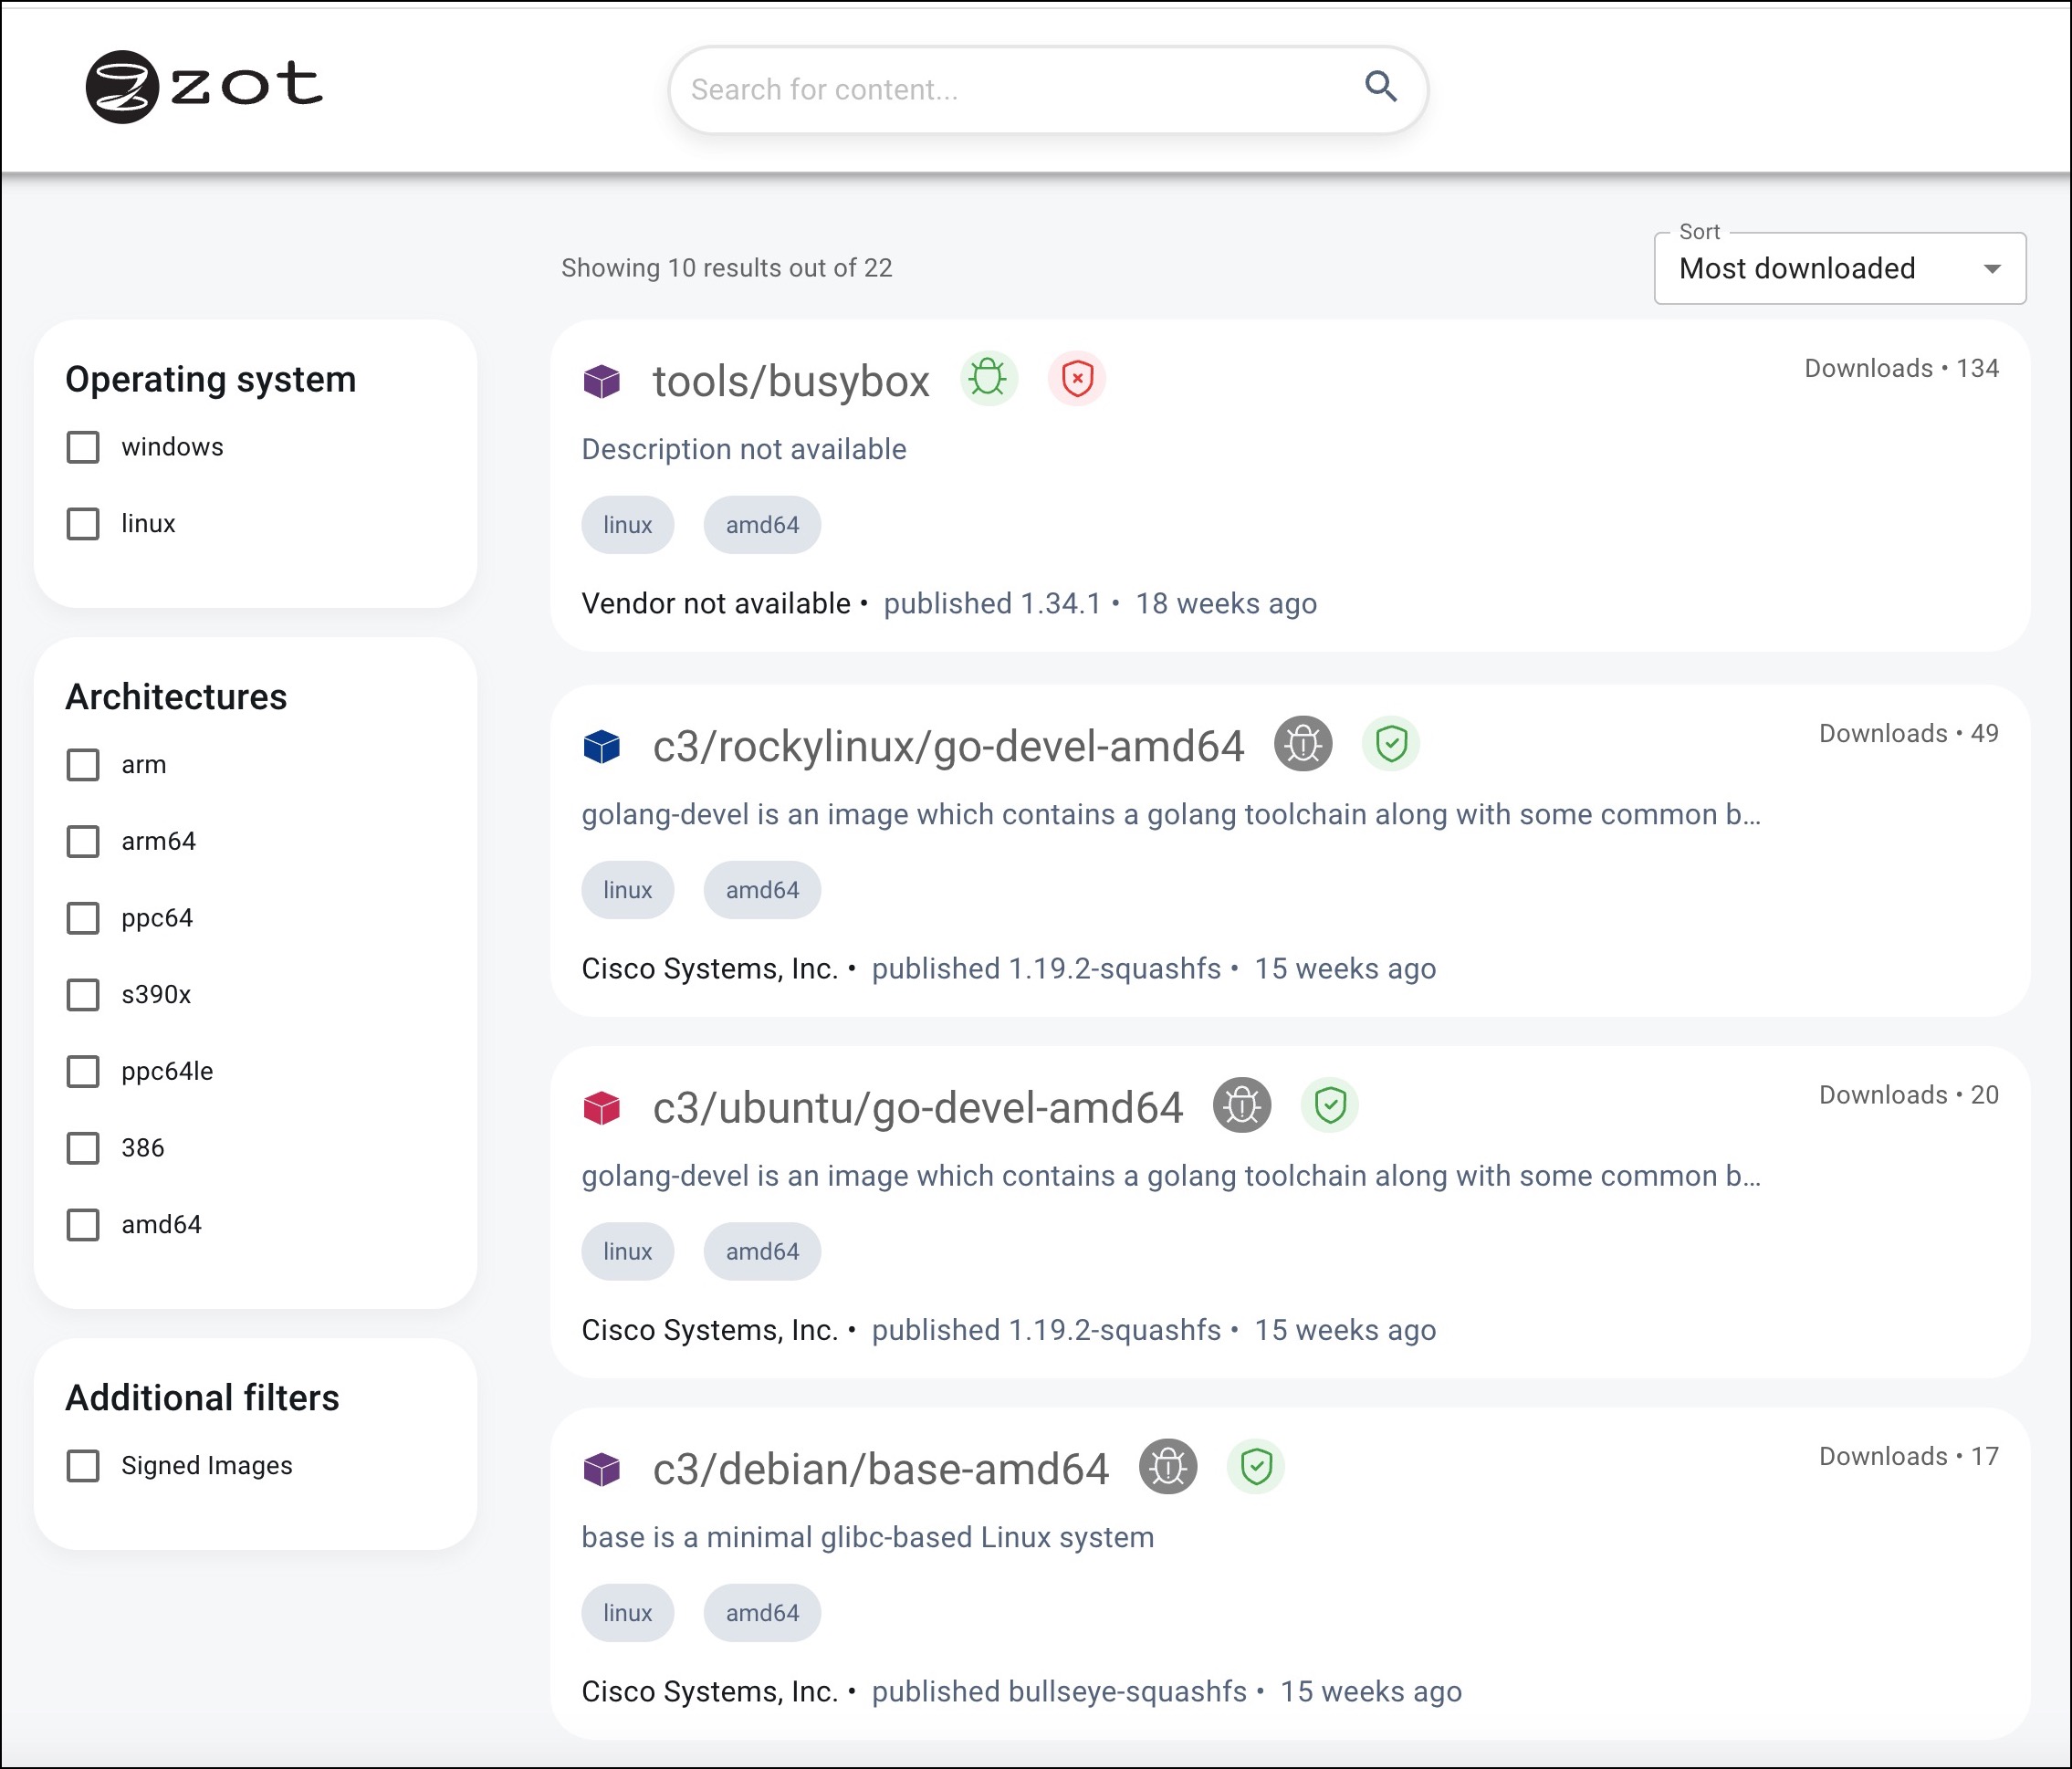 zot
Search for content...
Showing 10 results out of 22
Sort
Most downloaded
Operating system
windows
linux
Architectures
arm
arm64
ppc64
s390x
ppc64le
386
amd64
Additional filters
Signed Images
tools/busybox
Downloads • 134
Description not available
linux amd64
Vendor not available • published 1.34.1 • 18 weeks ago
c3/rockylinux/go-devel-amd64
Downloads • 49
golang-devel is an image which contains a golang toolchain along with some common b...
linux amd64
Cisco Systems, Inc. • published 1.19.2-squashfs • 15 weeks ago
c3/ubuntu/go-devel-amd64
Downloads • 20
golang-devel is an image which contains a golang toolchain along with some common b...
linux amd64
Cisco Systems, Inc. • published 1.19.2-squashfs • 15 weeks ago
c3/debian/base-amd64
Downloads • 17
base is a minimal glibc-based Linux system
linux amd64
Cisco Systems, Inc. • published bullseye-squashfs • 15 weeks ago